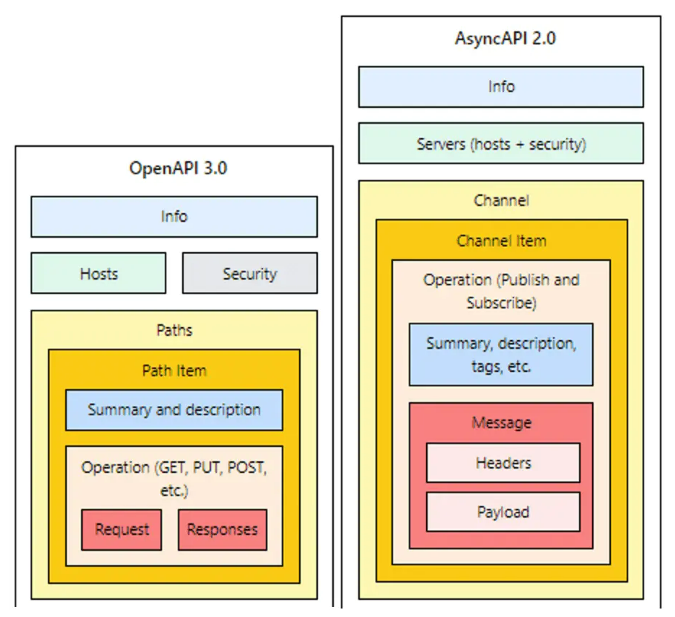 OpenAPI 3.0
Info
Hosts
Security
Paths
Path Item
Summary and description
Operation (GET, PUT, POST,
etc.)
Request
Responses
AsyncAPI 2.0
Info
Servers (hosts + security)
Channel
Channel Item
Operation (Publish and
Subscribe)
Summary, description,
tags, etc.
Message
Headers
Payload